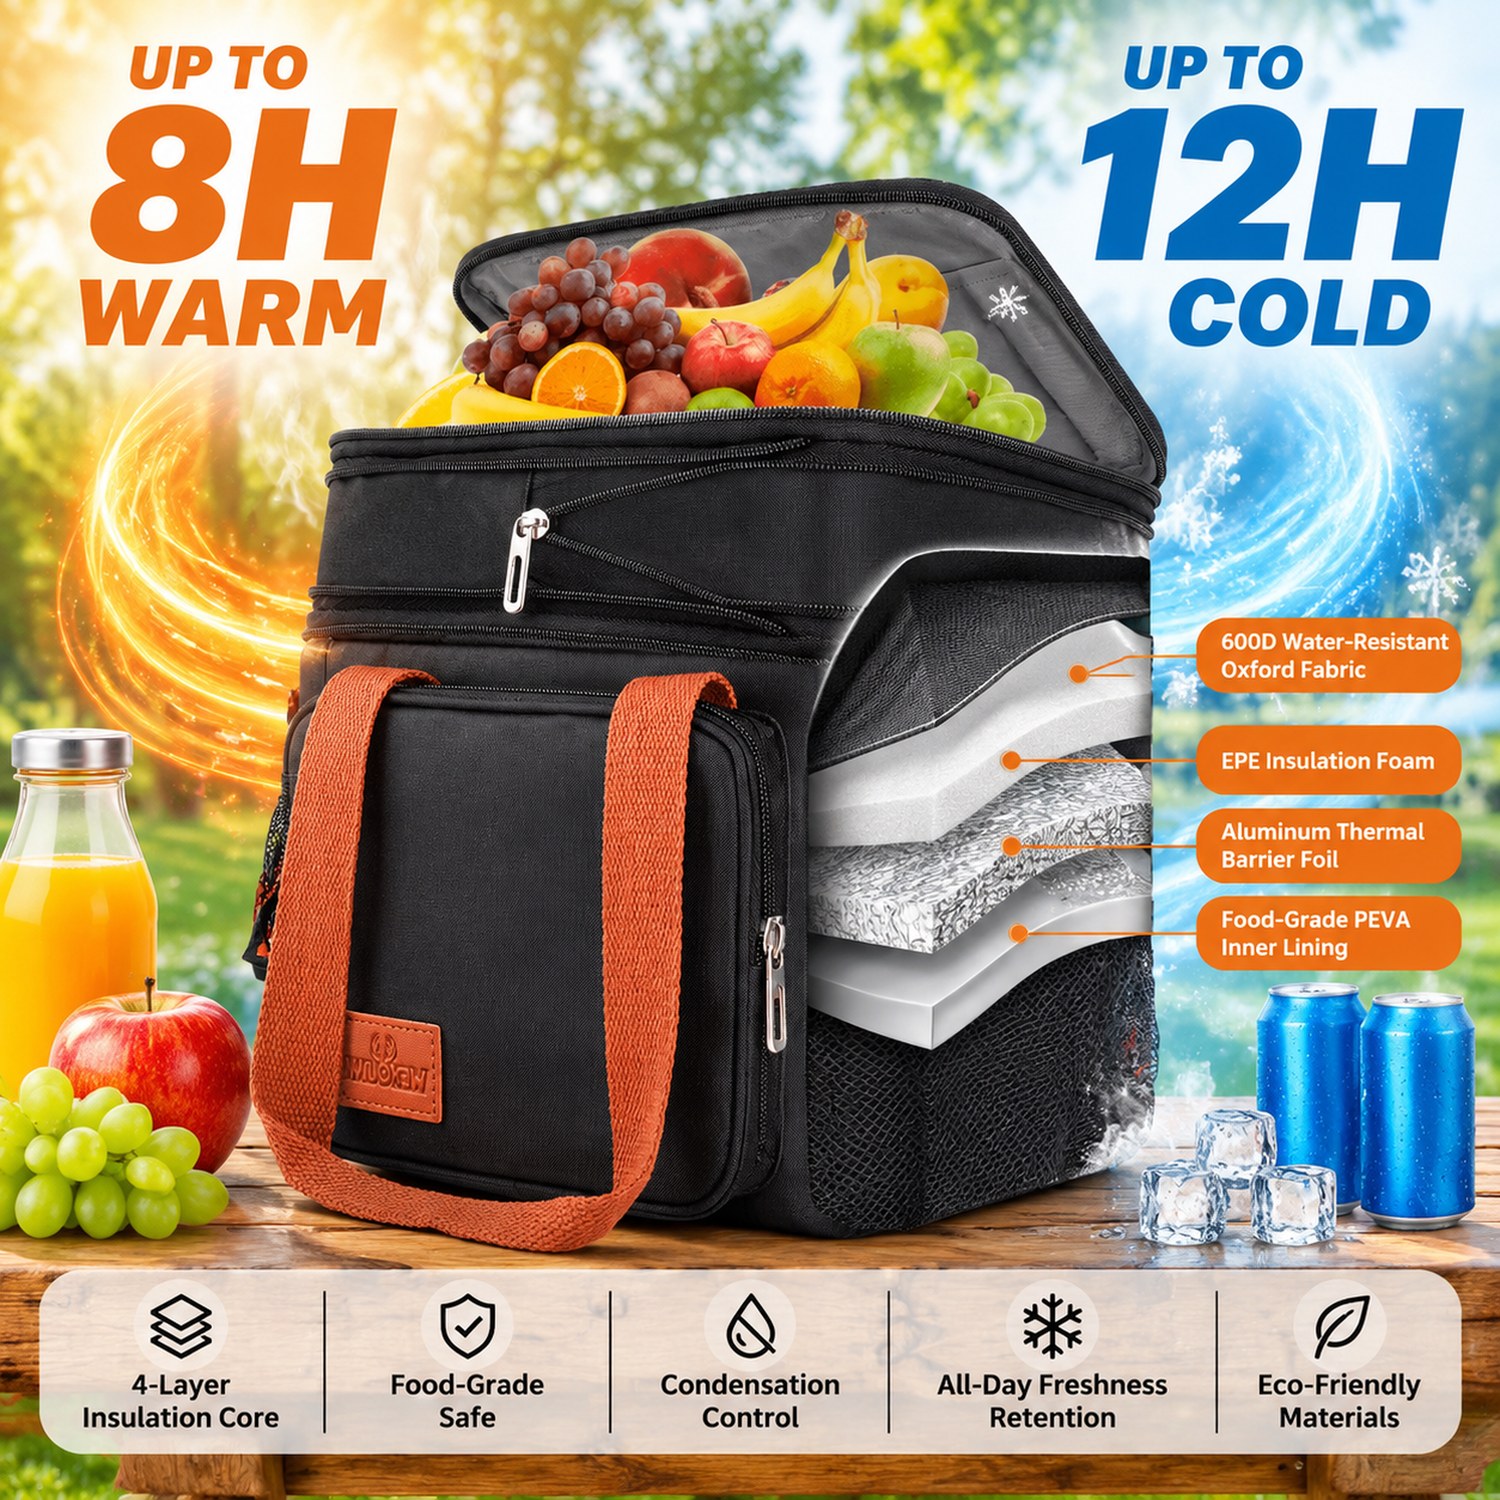 UP TO
8H
WARM
UP TO
12H
COLD
600D Water-Resistant
Oxford Fabric
EPE Insulation Foam
Aluminum Thermal
Barrier Foil
Food-Grade PEVA
Inner Lining
4-Layer
Insulation Core
Food-Grade
Safe
Condensation
Control
All-Day Freshness
Retention
Eco-Friendly
Materials